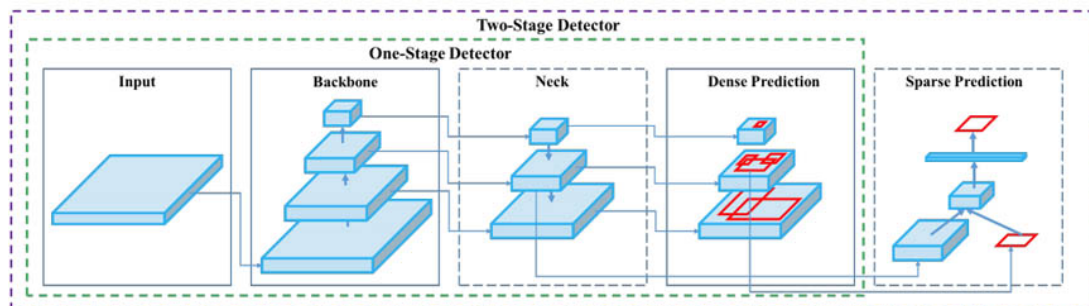 Two-Stage Detector
One-Stage Detector
Input
Backbone
Neck
Dense Prediction
Sparse Prediction